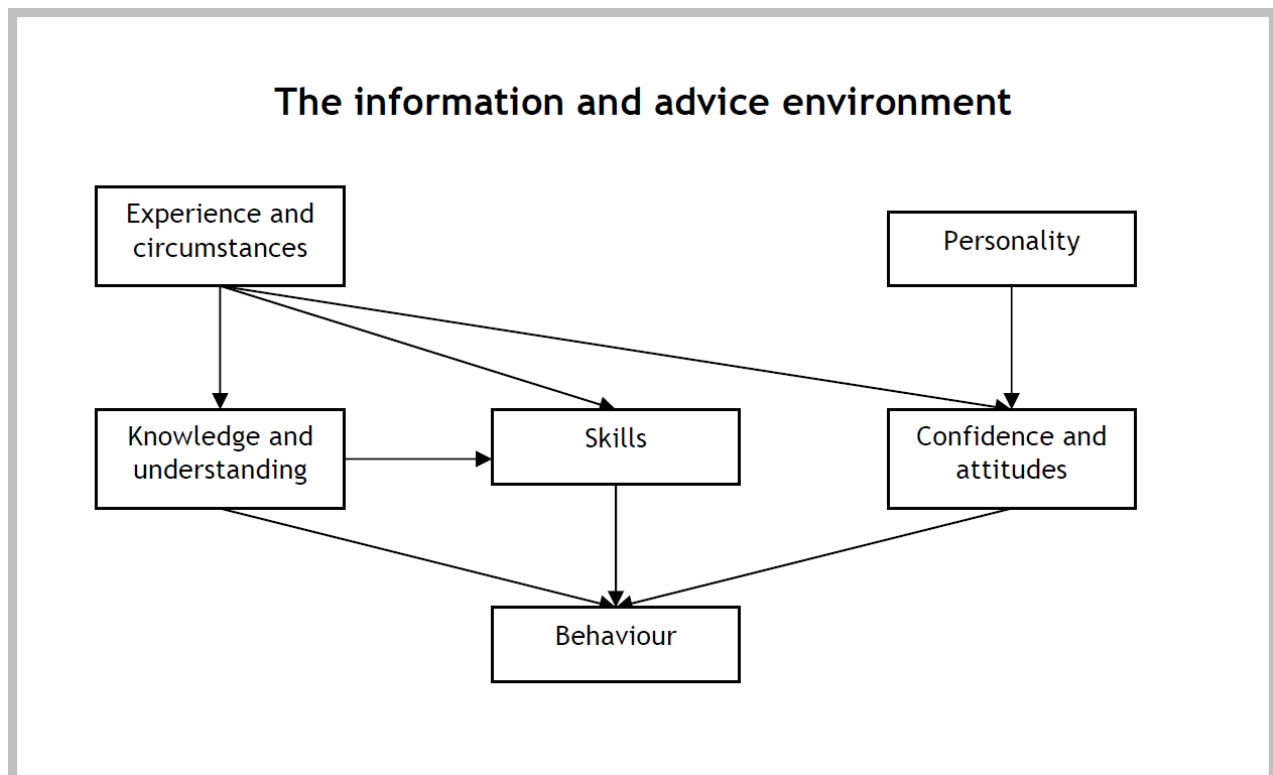 The information and advice environment
Experience and
circumstances
Personality
Knowledge and
understanding
Skills
Confidence and
attitudes
Behaviour